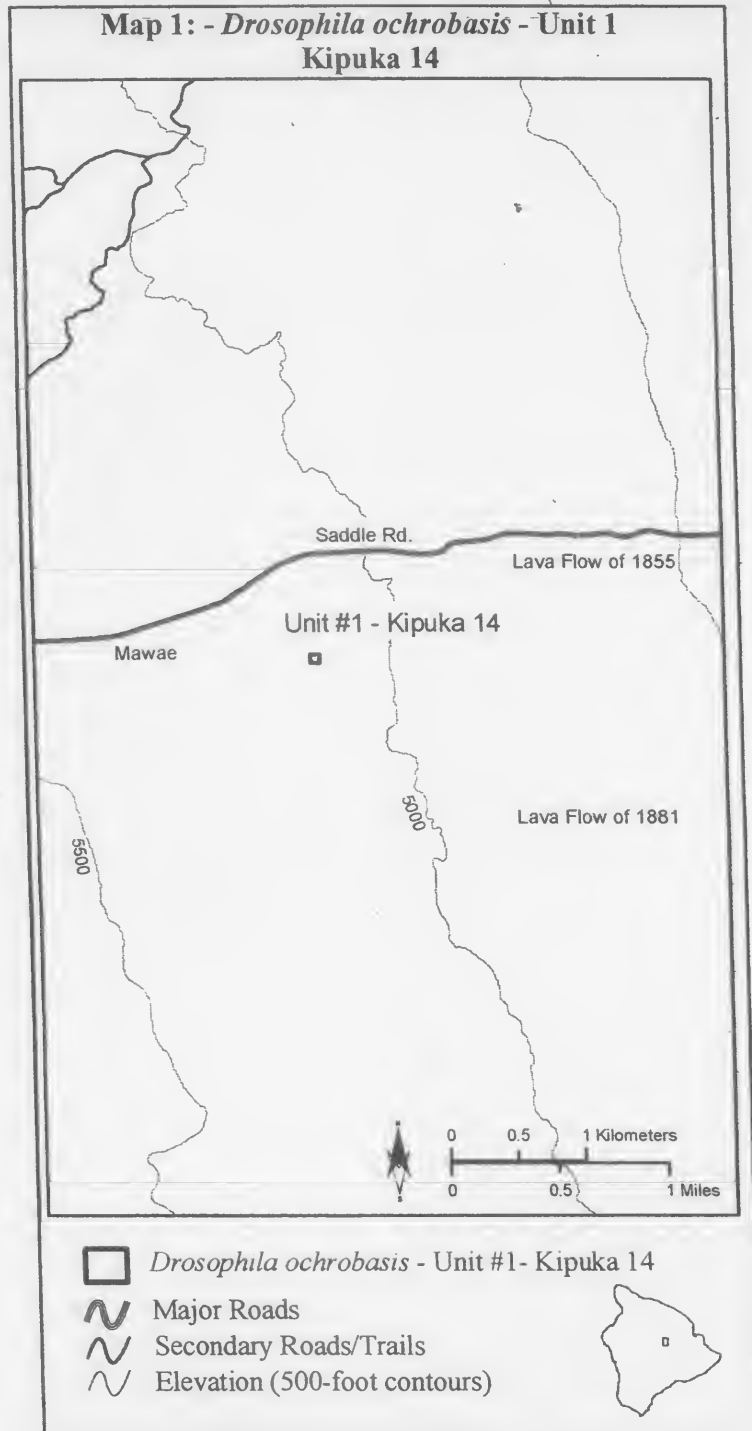 Map 1: - Drosophila ochrobasis - Unit 1
Kipuka 14
Saddle Rd.
Lava Flow of 1855
Unit #1 - Kipuka 14
Mawae
5000
Lava Flow of 1881
5500
N
0 0.5 1 Kilometers
0 0.5 1 Miles
S
Drosophila ochrobasis - Unit #1- Kipuka 14
Major Roads
Secondary Roads/Trails
Elevation (500-foot contours)